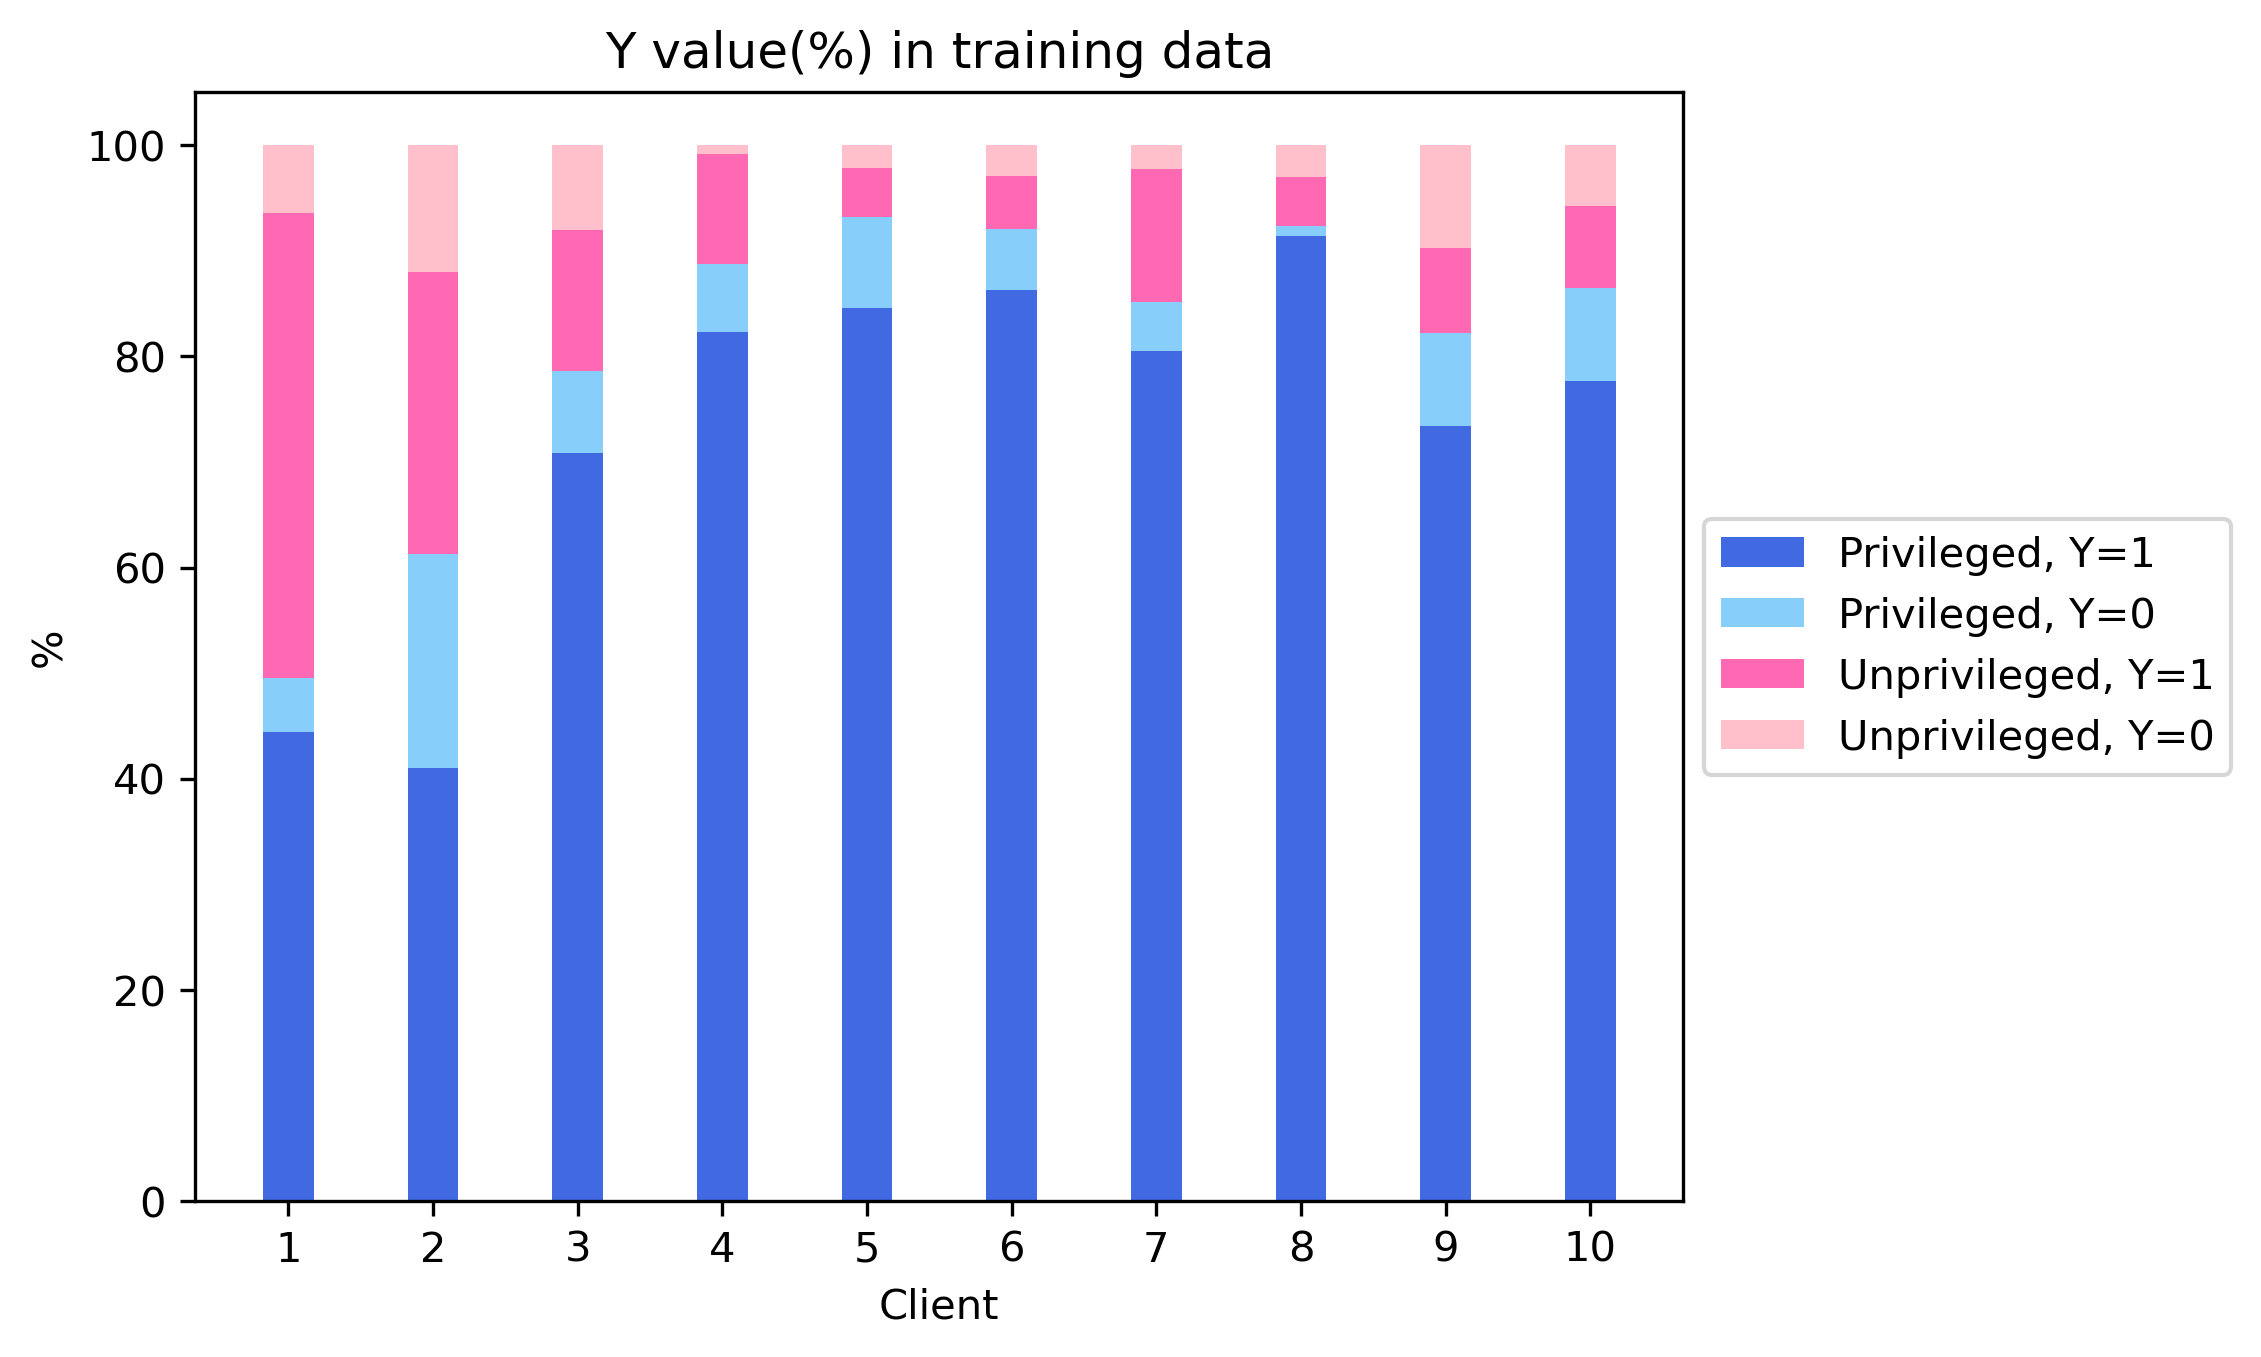 Y value(%) in training data
100
80
60
40
20
0
%
1 2 3 4 5 6 7 8 9 10
Client
Privileged, Y=1
Privileged, Y=0
Unprivileged, Y=1
Unprivileged, Y=0